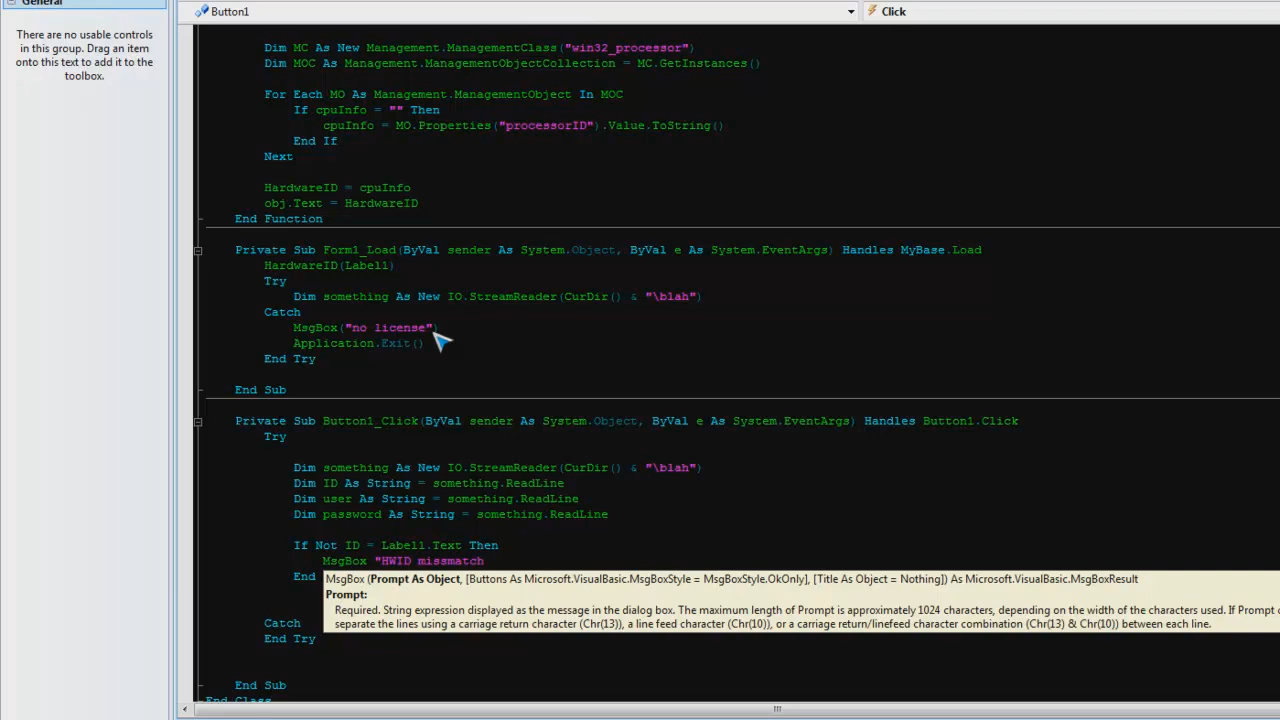 General
There are no usable controls
in this group. Drag an item
onto this text to add it to the
toolbox.
Button1
Click
Dim MC As New Management.ManagementClass("win32_processor")
Dim MOC As Management.ManagementObjectCollection = MC.GetInstances()
For Each MO As Management.ManagementObject In MOC
If cpuInfo = "" Then
cpuInfo = MO.Properties("processorID").Value.ToString()
End If
Next
HardwareID = cpuInfo
obj.Text = HardwareID
End Function
Private Sub Form1_Load(ByVal sender As System.Object, ByVal e As System.EventArgs) Handles MyBase.Load
HardwareID(Label1)
Try
Dim something As New IO.StreamReader(CurDir() & "\blah")
Catch
MsgBox("no license")
Application.Exit()
End Try
End Sub
Private Sub Button1_Click(ByVal sender As System.Object, ByVal e As System.EventArgs) Handles Button1.Click
Try
Dim something As New IO.StreamReader(CurDir() & "\blah")
Dim ID As String = something.ReadLine
Dim user As String = something.ReadLine
Dim password As String = something.ReadLine
If Not ID = Label1.Text Then
MsgBox "HWID missmatch
End
MsgBox (Prompt As Object, [Buttons As Microsoft.VisualBasic.MsgBoxStyle = MsgBoxStyle.OkOnly], [Title As Object = Nothing]) As Microsoft.VisualBasic.MsgBoxResult
Prompt:
Required. String expression displayed as the message in the dialog box. The maximum length of Prompt is approximately 1024 characters, depending on the width of the characters used. If Prompt
separate the lines using a carriage return character (Chr(13)), a line feed character (Chr(10)), or a carriage return/linefeed character combination (Chr(13) & Chr(10)) between each line.
Catch
End Try
End Sub
End Class